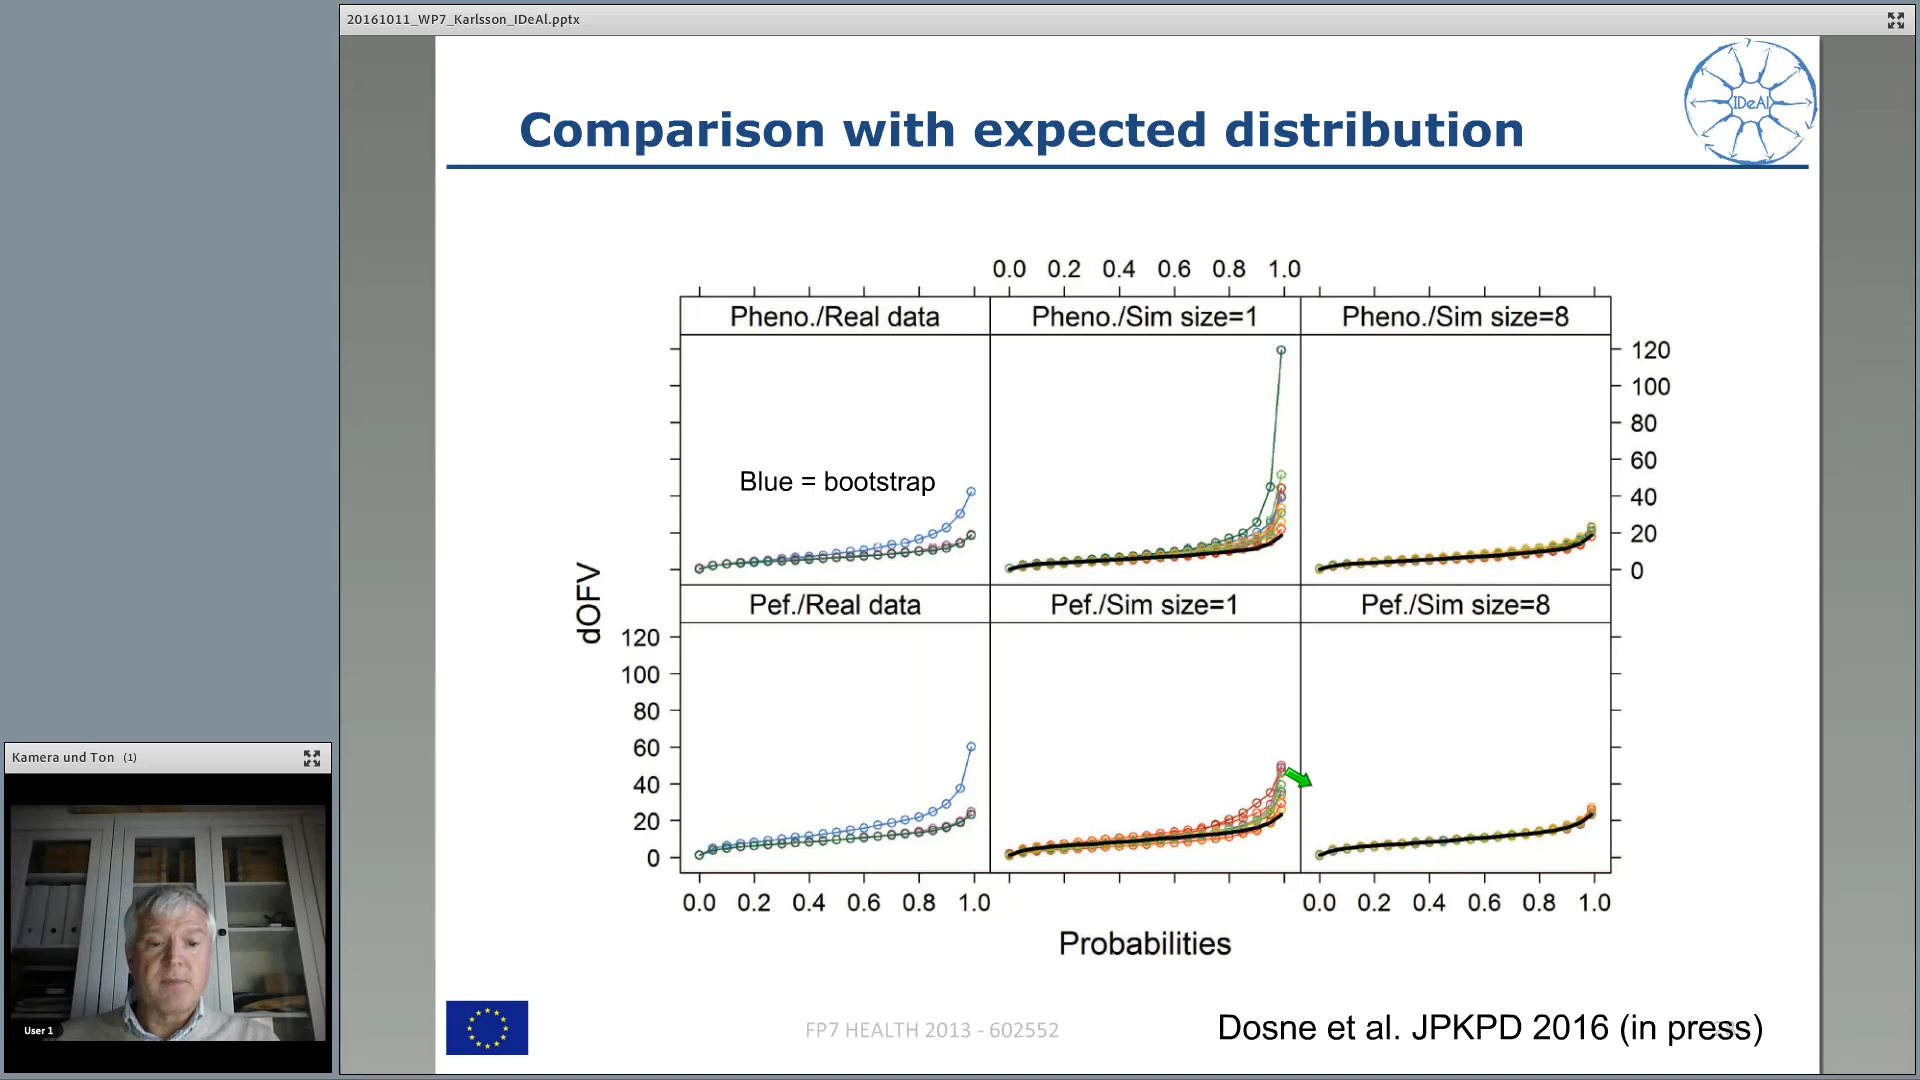 20161011_WP7_Karlsson_IDeAl.pptx
IDeAl
Comparison with expected distribution
0.0 0.2 0.4 0.6 0.8 1.0
Pheno./Real data Pheno./Sim size=1 Pheno./Sim size=8
120
100
80
60
40
20
0
Blue = bootstrap
dOFV
Pef./Real data Pef./Sim size=1 Pef./Sim size=8
120
100
80
60
40
20
0
0.0 0.2 0.4 0.6 0.8 1.0 0.0 0.2 0.4 0.6 0.8 1.0
Probabilities
FP7 HEALTH 2013 - 602552
Dosne et al. JPKPD 2016 (in press)
Kamera und Ton (1)
User 1